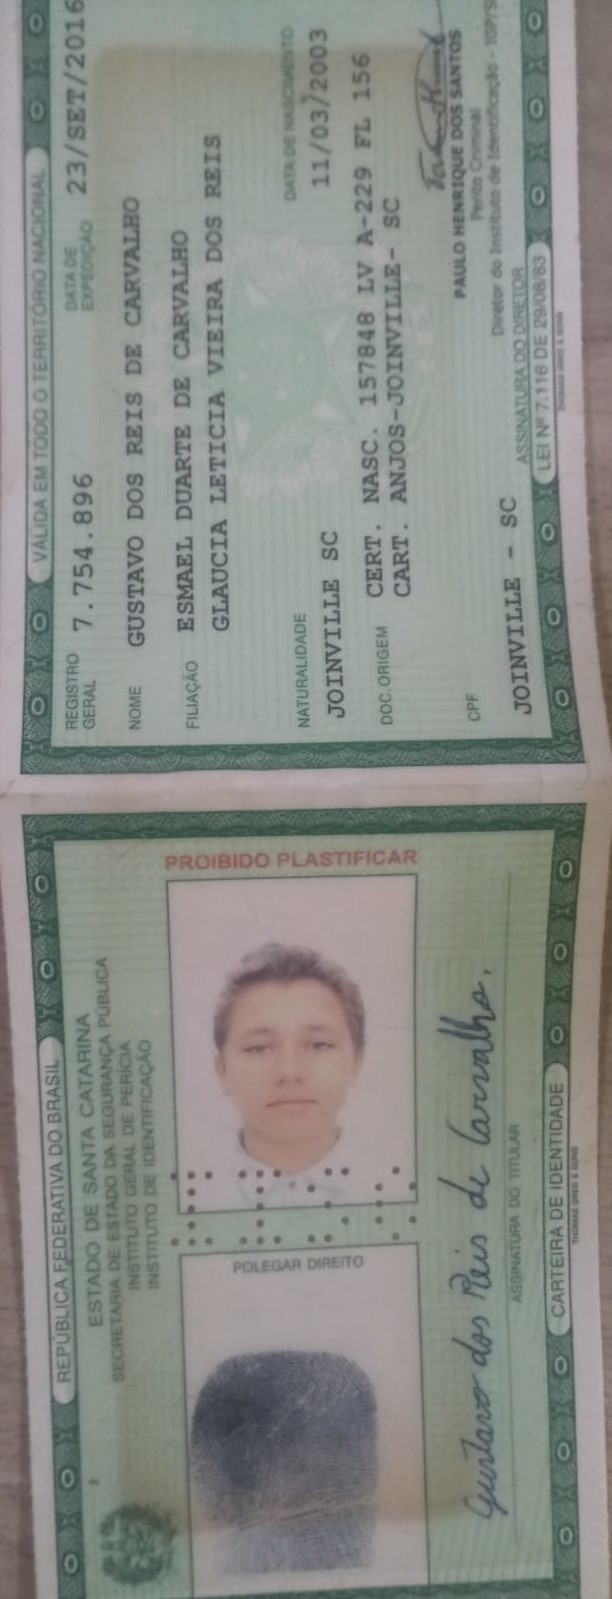 VÁLIDA EM TODO O TERRITÓRIO NACIONAL
REGISTRO GERAL 7.754.896 DATA DE EXPEDIÇÃO 23/SET/2016
NOME GUSTAVO DOS REIS DE CARVALHO
FILIAÇÃO ESMAEL DUARTE DE CARVALHO
GLAUCIA LETICIA VIEIRA DOS REIS
NATURALIDADE DATA DE NASCIMENTO
JOINVILLE SC 11/03/2003
DOC. ORIGEM CERT. NASC. 157848 LV A-229 FL 156
CART. ANJOS-JOINVILLE- SC
CPF
PAULO HENRIQUE DOS SANTOS
Perito Criminal
Diretor do Instituto de Identificação - IGP/S
JOINVILLE - SC
ASSINATURA DO DIRETOR
LEI Nº 7.116 DE 29/08/83
THOMAS GREG & SONS
REPÚBLICA FEDERATIVA DO BRASIL
ESTADO DE SANTA CATARINA
SECRETARIA DE ESTADO DA SEGURANÇA PÚBLICA
INSTITUTO GERAL DE PERÍCIA
INSTITUTO DE IDENTIFICAÇÃO
PROIBIDO PLASTIFICAR
POLEGAR DIREITO
Gustavo dos Reis de Carvalho.
ASSINATURA DO TITULAR
CARTEIRA DE IDENTIDADE
THOMAS GREG & SONS